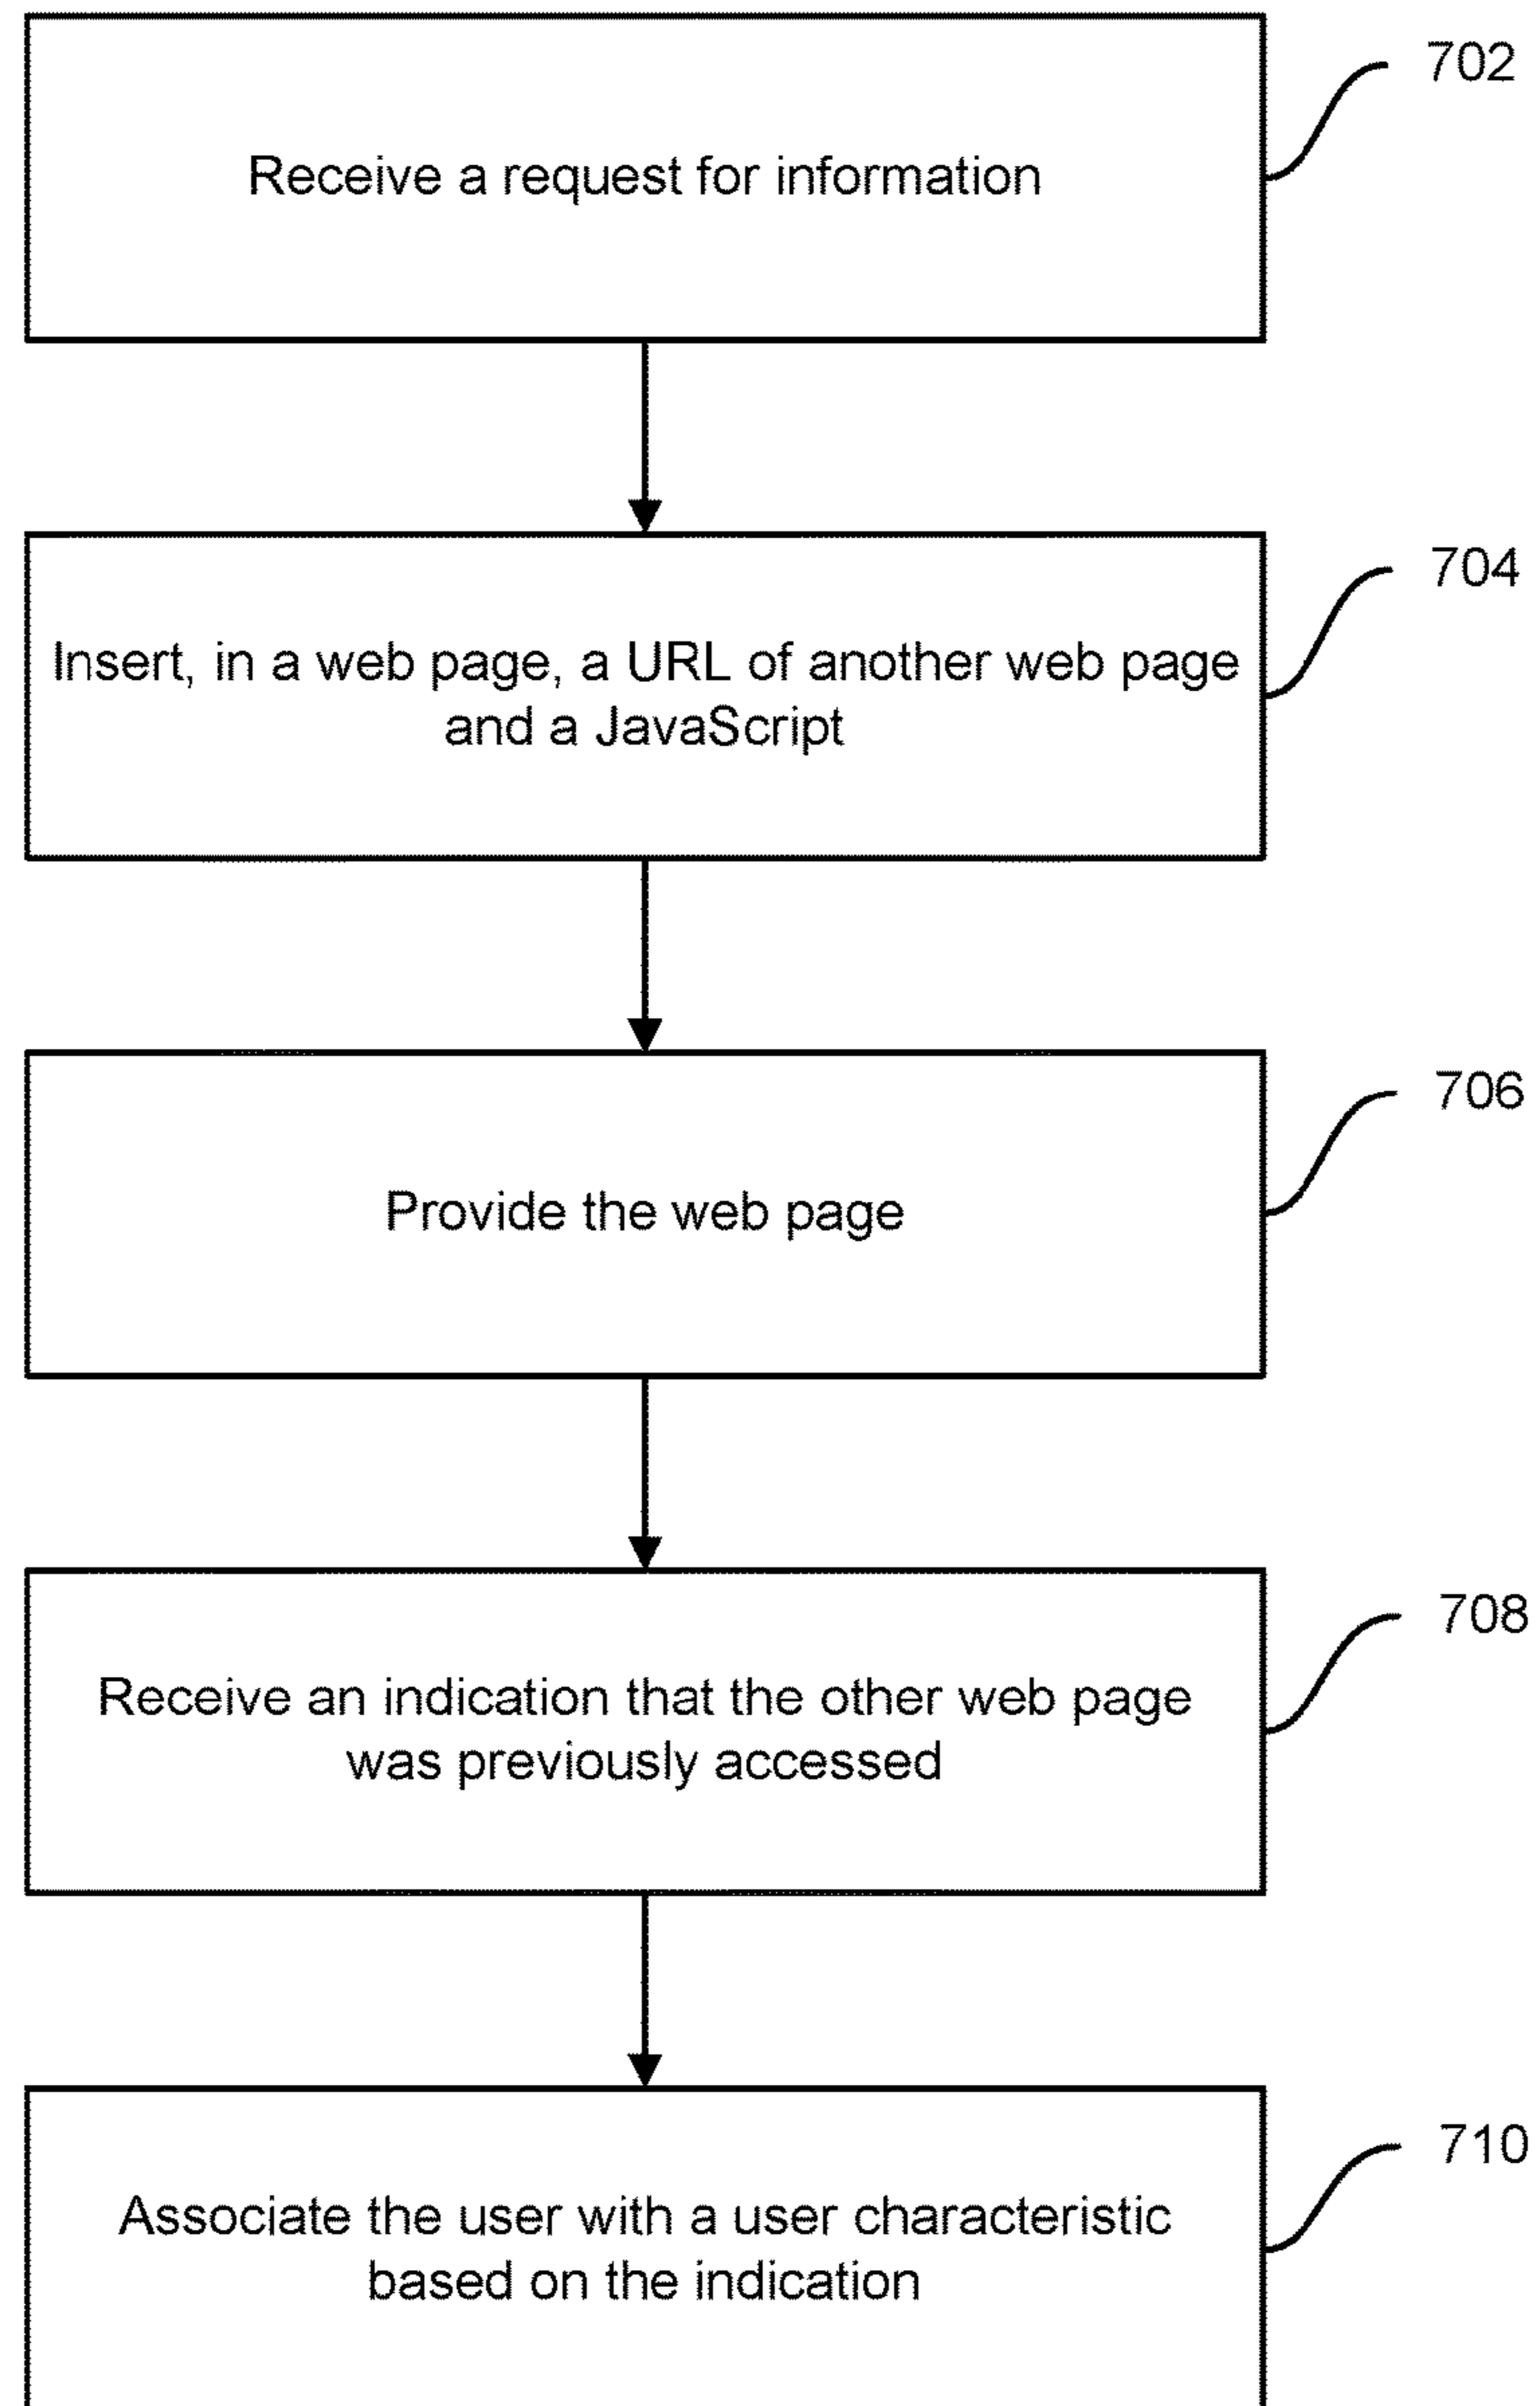 702
Receive a request for information
704
Insert, in a web page, a URL of another web page
and a JavaScript
706
Provide the web page
708
Receive an indication that the other web page
was previously accessed
710
Associate the user with a user characteristic
based on the indication